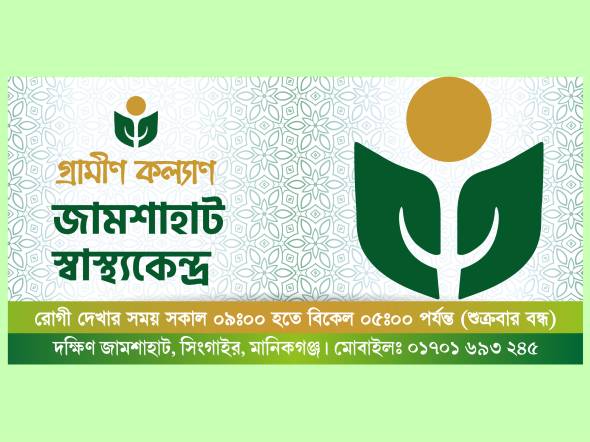 গ্রামীণ কল্যাণ
জামশাহাট
স্বাস্থ্যকেন্দ্র
রোগী দেখার সময় সকাল ০৯ঃ০০ হতে বিকেল ০৫ঃ০০ পর্যন্ত (শুক্রবার বন্ধ)
দক্ষিণ জামশাহাট, সিংগাইর, মানিকগঞ্জ। মোবাইলঃ ০১৭০১ ৬৯৩ ২৪৫